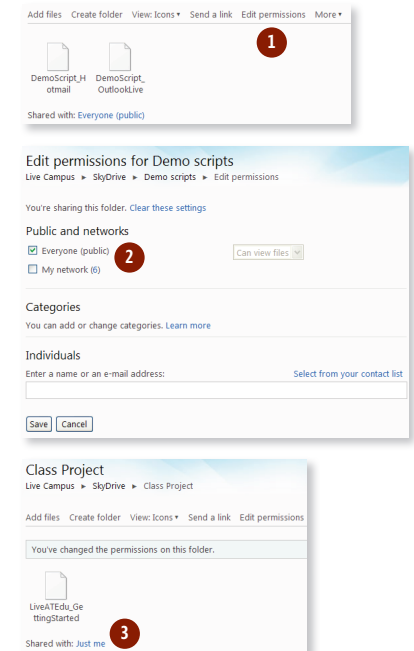 Add files Create folder View: Icons▾ Send a link Edit permissions More▾
1
DemoScript_H
otmail
DemoScript_
OutlookLive
Shared with: Everyone (public)
Edit permissions for Demo scripts
Live Campus ▸ SkyDrive ▸ Demo scripts ▸ Edit permissions
You're sharing this folder. Clear these settings
Public and networks
Everyone (public)
2
Can view files
My network (6)
Categories
You can add or change categories. Learn more
Individuals
Enter a name or an e-mail address: Select from your contact list
Save Cancel
Class Project
Live Campus ▸ SkyDrive ▸ Class Project
Add files Create folder View: Icons▾ Send a link Edit permissions
You've changed the permissions on this folder.
LiveATEdu_Ge
ttingStarted
3
Shared with: Just me